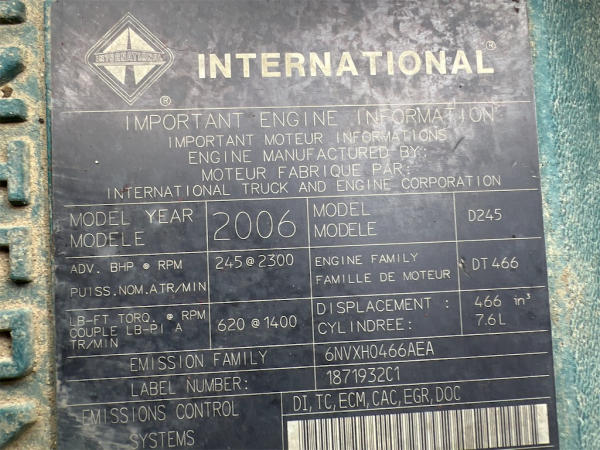 INTERNATIONAL®
INTERNATIONAL
®
IMPORTANT ENGINE INFORMATION
IMPORTANT MOTEUR INFORMATIONS
ENGINE MANUFACTURED BY:
MOTEUR FABRIQUE PAR:
INTERNATIONAL TRUCK AND ENGINE CORPORATION
MODEL YEAR
MODELE
2006
MODEL
MODELE
D245
ADV. BHP @ RPM
PUISS.NOM.ATR/MIN
245 @ 2300
ENGINE FAMILY
FAMILLE DE MOTEUR
DT 466
LB-FT TORQ. @ RPM
COUPLE LB-PI A
TR/MIN
620 @ 1400
DISPLACEMENT :
CYLINDREE:
466 in³
7.6L
EMISSION FAMILY
6NVXH0466AEA
LABEL NUMBER:
1871932C1
EMISSIONS CONTROL
SYSTEMS
DI, TC, ECM, CAC, EGR, DOC